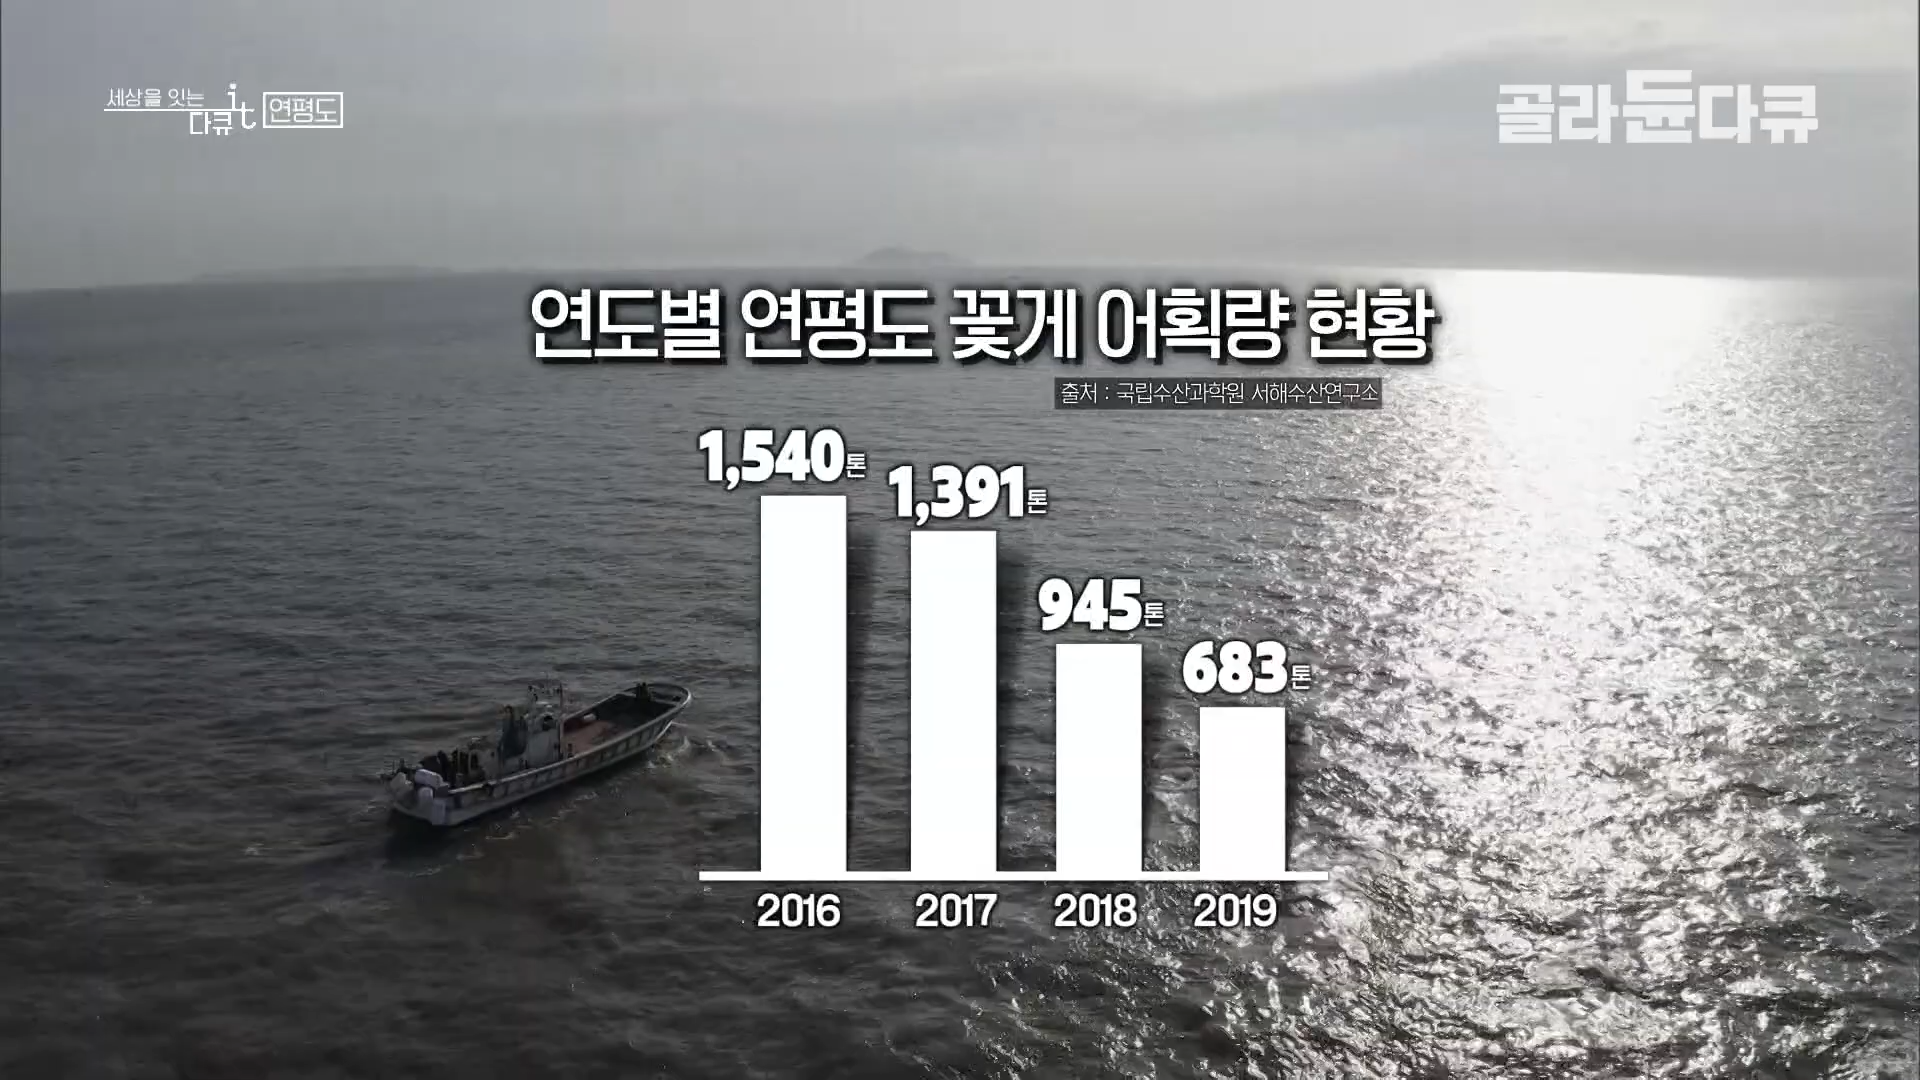 세상을 잇는
다큐it 연평도
골라둔다큐
연도별 연평도 꽃게 어획량 현황
출처 : 국립수산과학원 서해수산연구소
1,540톤
1,391톤
945톤
683톤
2016 2017 2018 2019